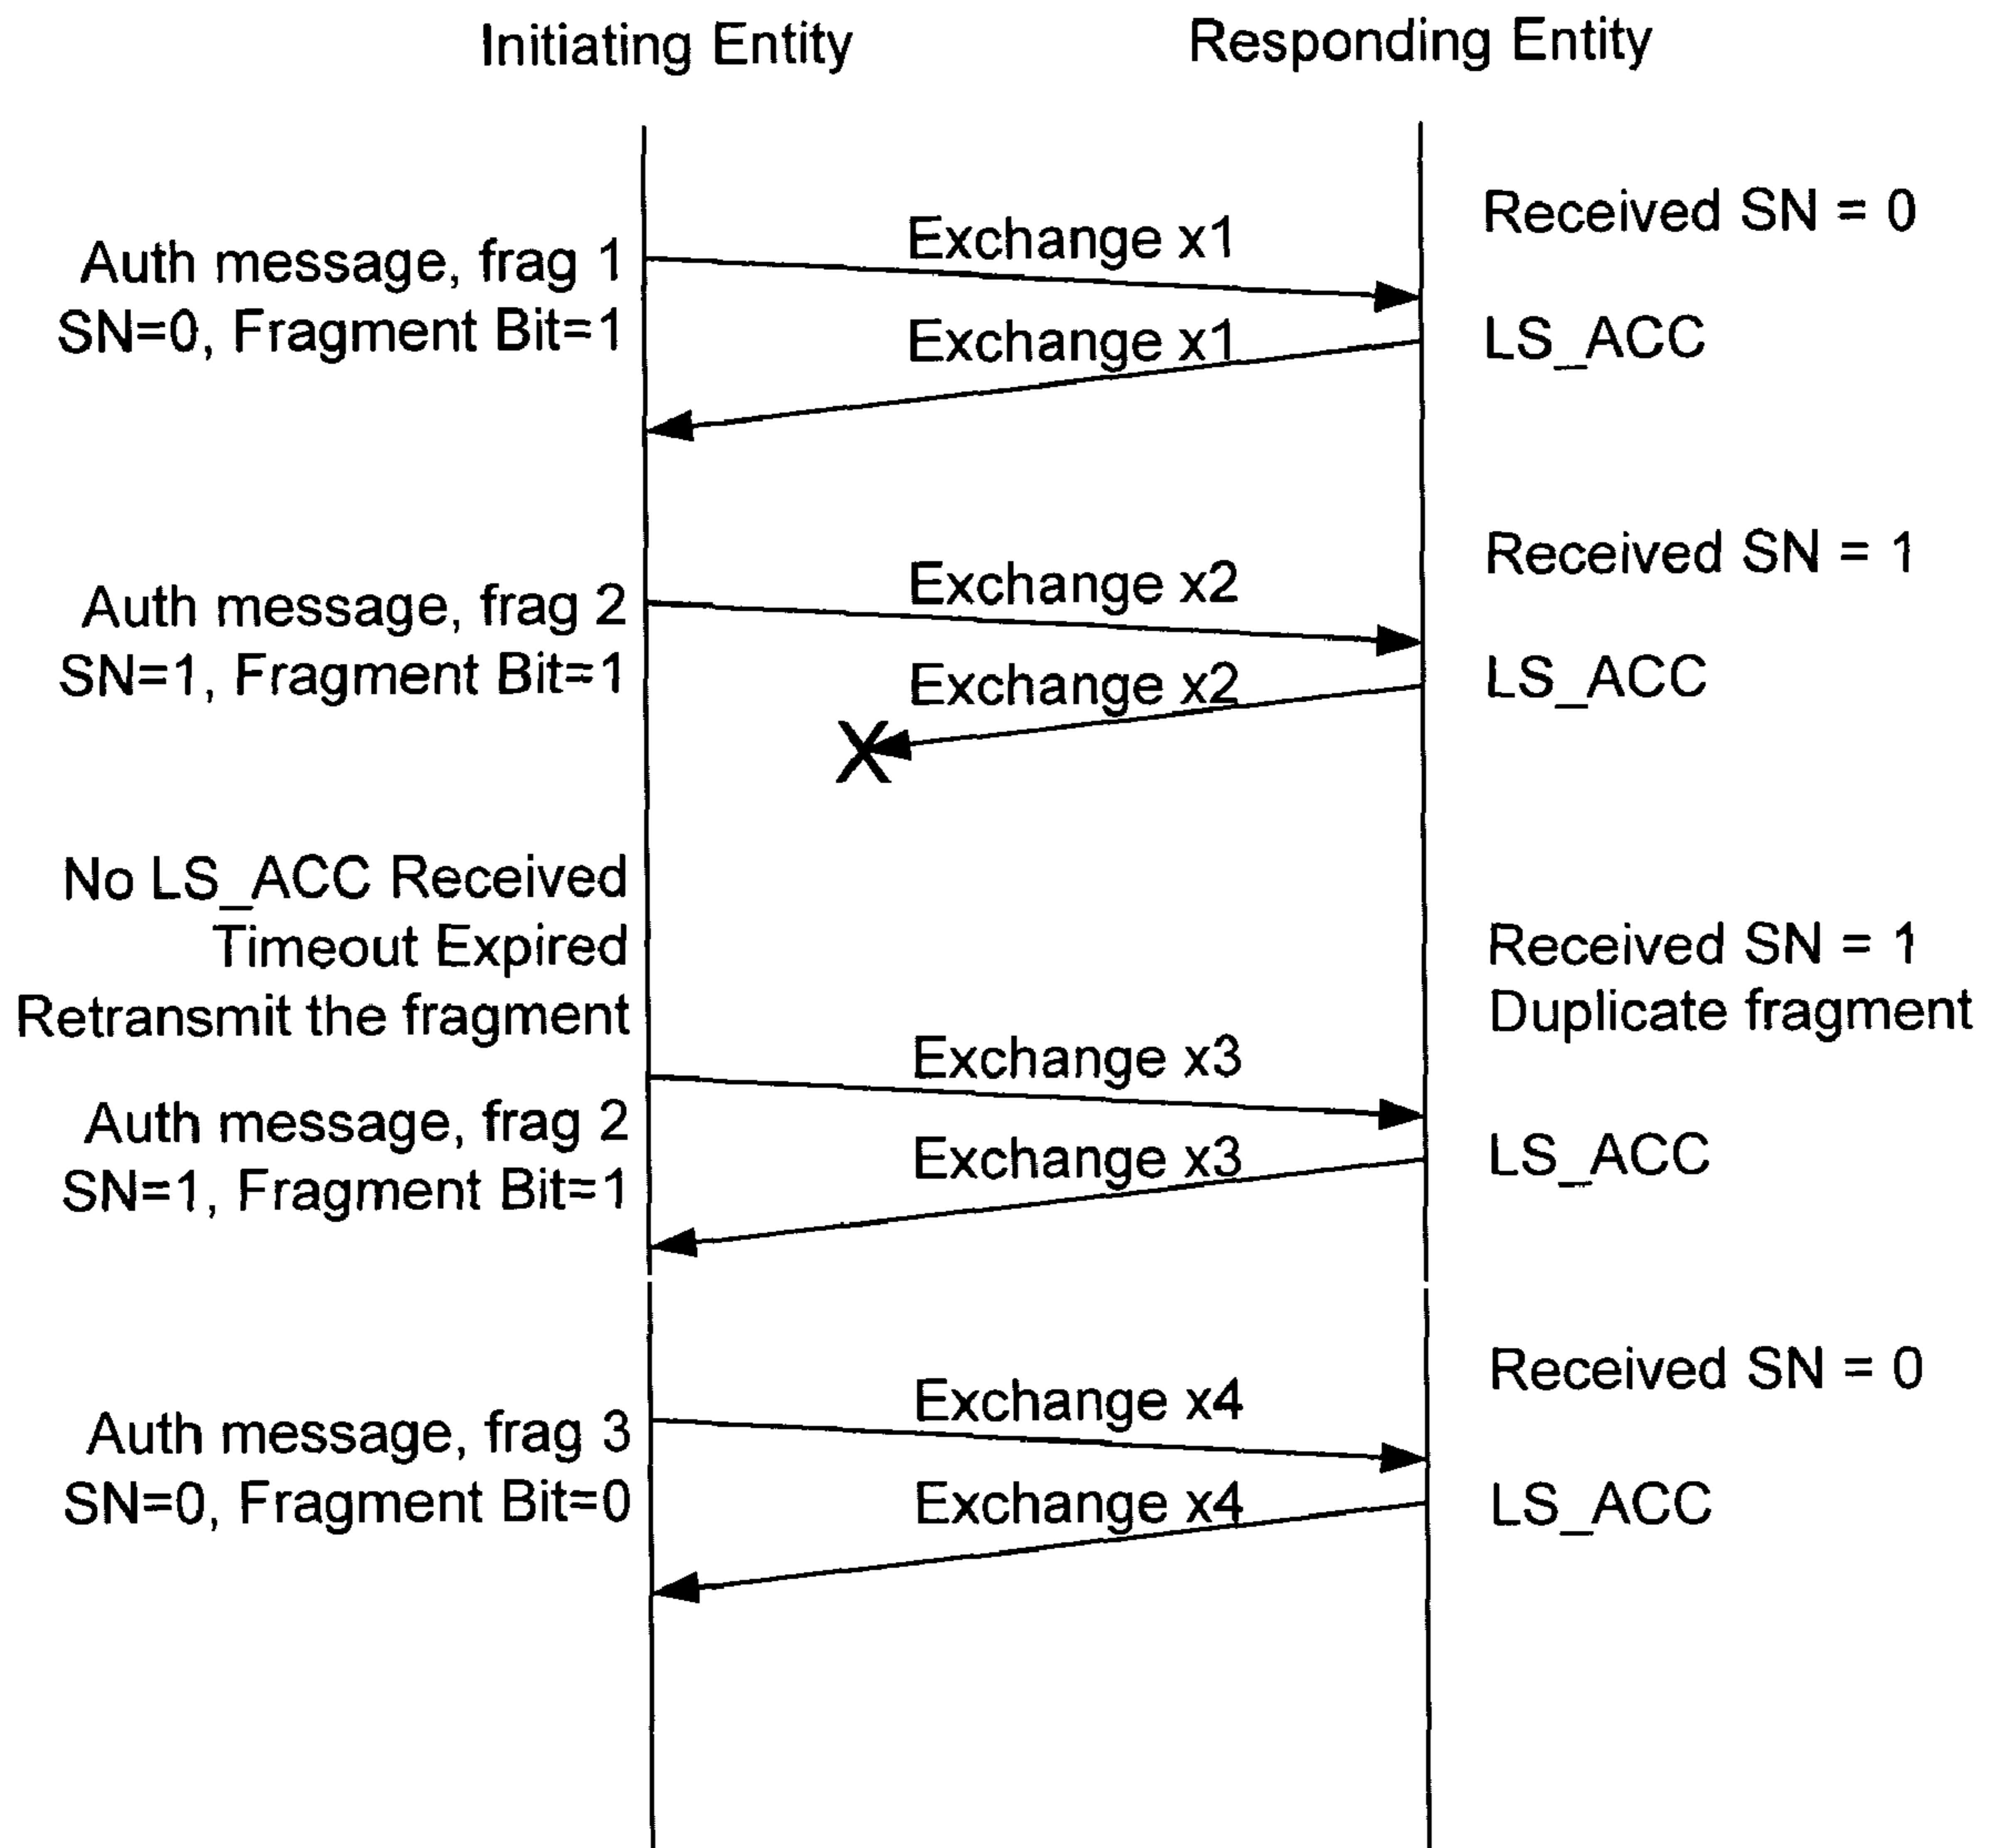 Initiating Entity
Responding Entity
Received SN = 0
Exchange x1
Auth message, frag 1
SN=0, Fragment Bit=1
Exchange x1
LS_ACC
Received SN = 1
Exchange x2
Auth message, frag 2
SN=1, Fragment Bit=1
Exchange x2
LS_ACC
X
No LS_ACC Received
Timeout Expired
Retransmit the fragment
Received SN = 1
Duplicate fragment
Exchange x3
Auth message, frag 2
SN=1, Fragment Bit=1
Exchange x3
LS_ACC
Received SN = 0
Exchange x4
Auth message, frag 3
SN=0, Fragment Bit=0
Exchange x4
LS_ACC